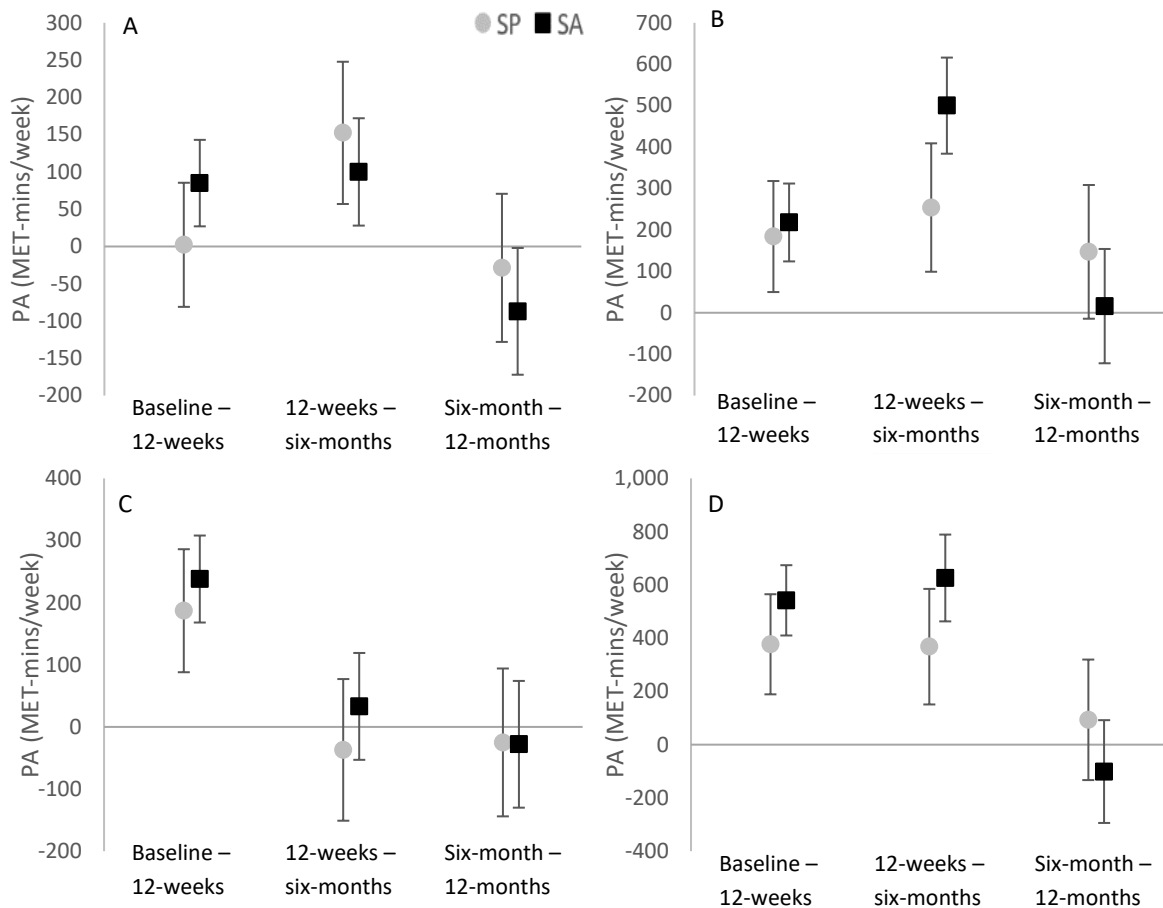 A
SP SA
PA (MET-mins/week)
300
250
200
150
100
50
0
-50
-100
-150
-200
Baseline –
12-weeks
12-weeks –
six-months
Six-month –
12-months
B
PA (MET-mins/week)
700
600
500
400
300
200
100
0
-100
-200
Baseline –
12-weeks
12-weeks –
six-months
Six-month –
12-months
C
PA (MET-mins/week)
400
300
200
100
0
-100
-200
Baseline –
12-weeks
12-weeks –
six-months
Six-month –
12-months
D
PA (MET-mins/week)
1,000
800
600
400
200
0
-200
-400
Baseline –
12-weeks
12-weeks –
six-months
Six-month –
12-months